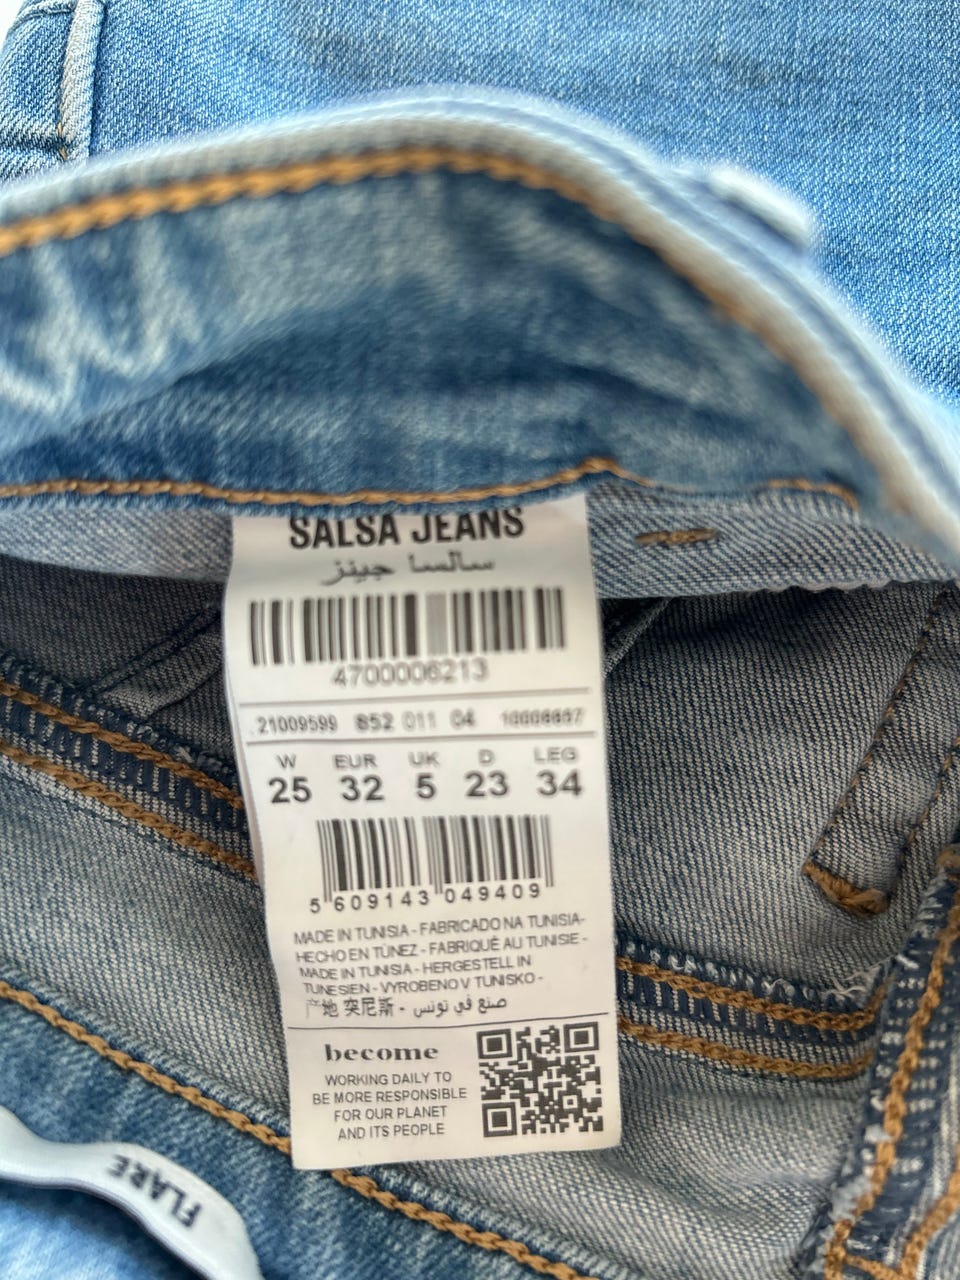 SALSA JEANS
سالسا جينز
4700006213
21009599 852 011 04
W EUR UK D LEG
25 32 5 23 34
5 609143 049409
MADE IN TUNISIA - FABRICADO NA TUNISIA-
HECHO EN TÚNEZ - FABRIQUÉ AU TUNISIE -
MADE IN TUNISIA - HERGESTELL IN
TUNESIEN - VYROBENO V TUNISKO -
产地 突尼斯 - صنع في تونس
become
WORKING DAILY TO
BE MORE RESPONSIBLE
FOR OUR PLANET
AND ITS PEOPLE
FLARE